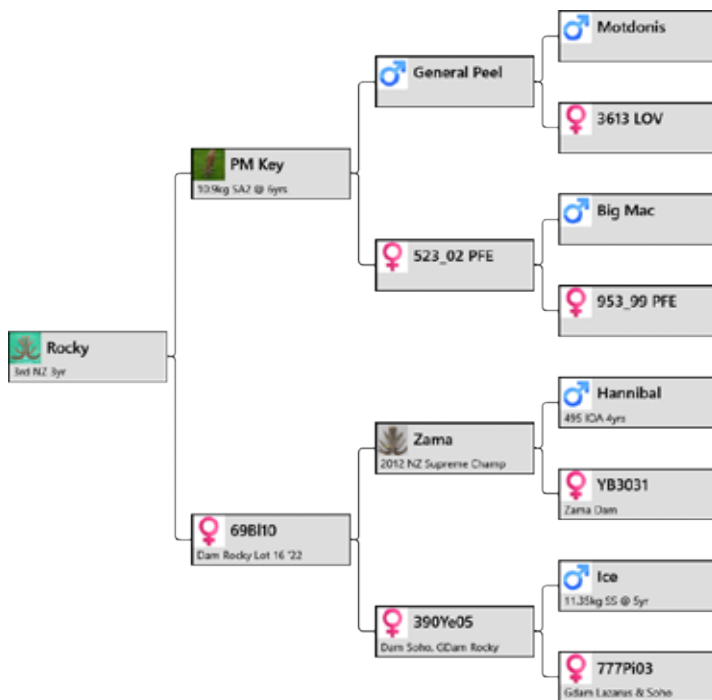 Motdonis
General Peel
3613 LOV
PM Key
10.9kg SA2 @ 6yrs
Big Mac
523_02 PFE
953_99 PFE
Rocky
3rd NZ 3yr
Hannibal
495 IOA 4yrs
Zama
2012 NZ Supreme Champ
YB3031
Zama Dam
69Bl10
Dam Rocky Lot 16 '22
Ice
11.35kg SS @ 5yr
390Ye05
Dam Soho, GDam Rocky
777Pi03
Gdam Lazarus & Soho